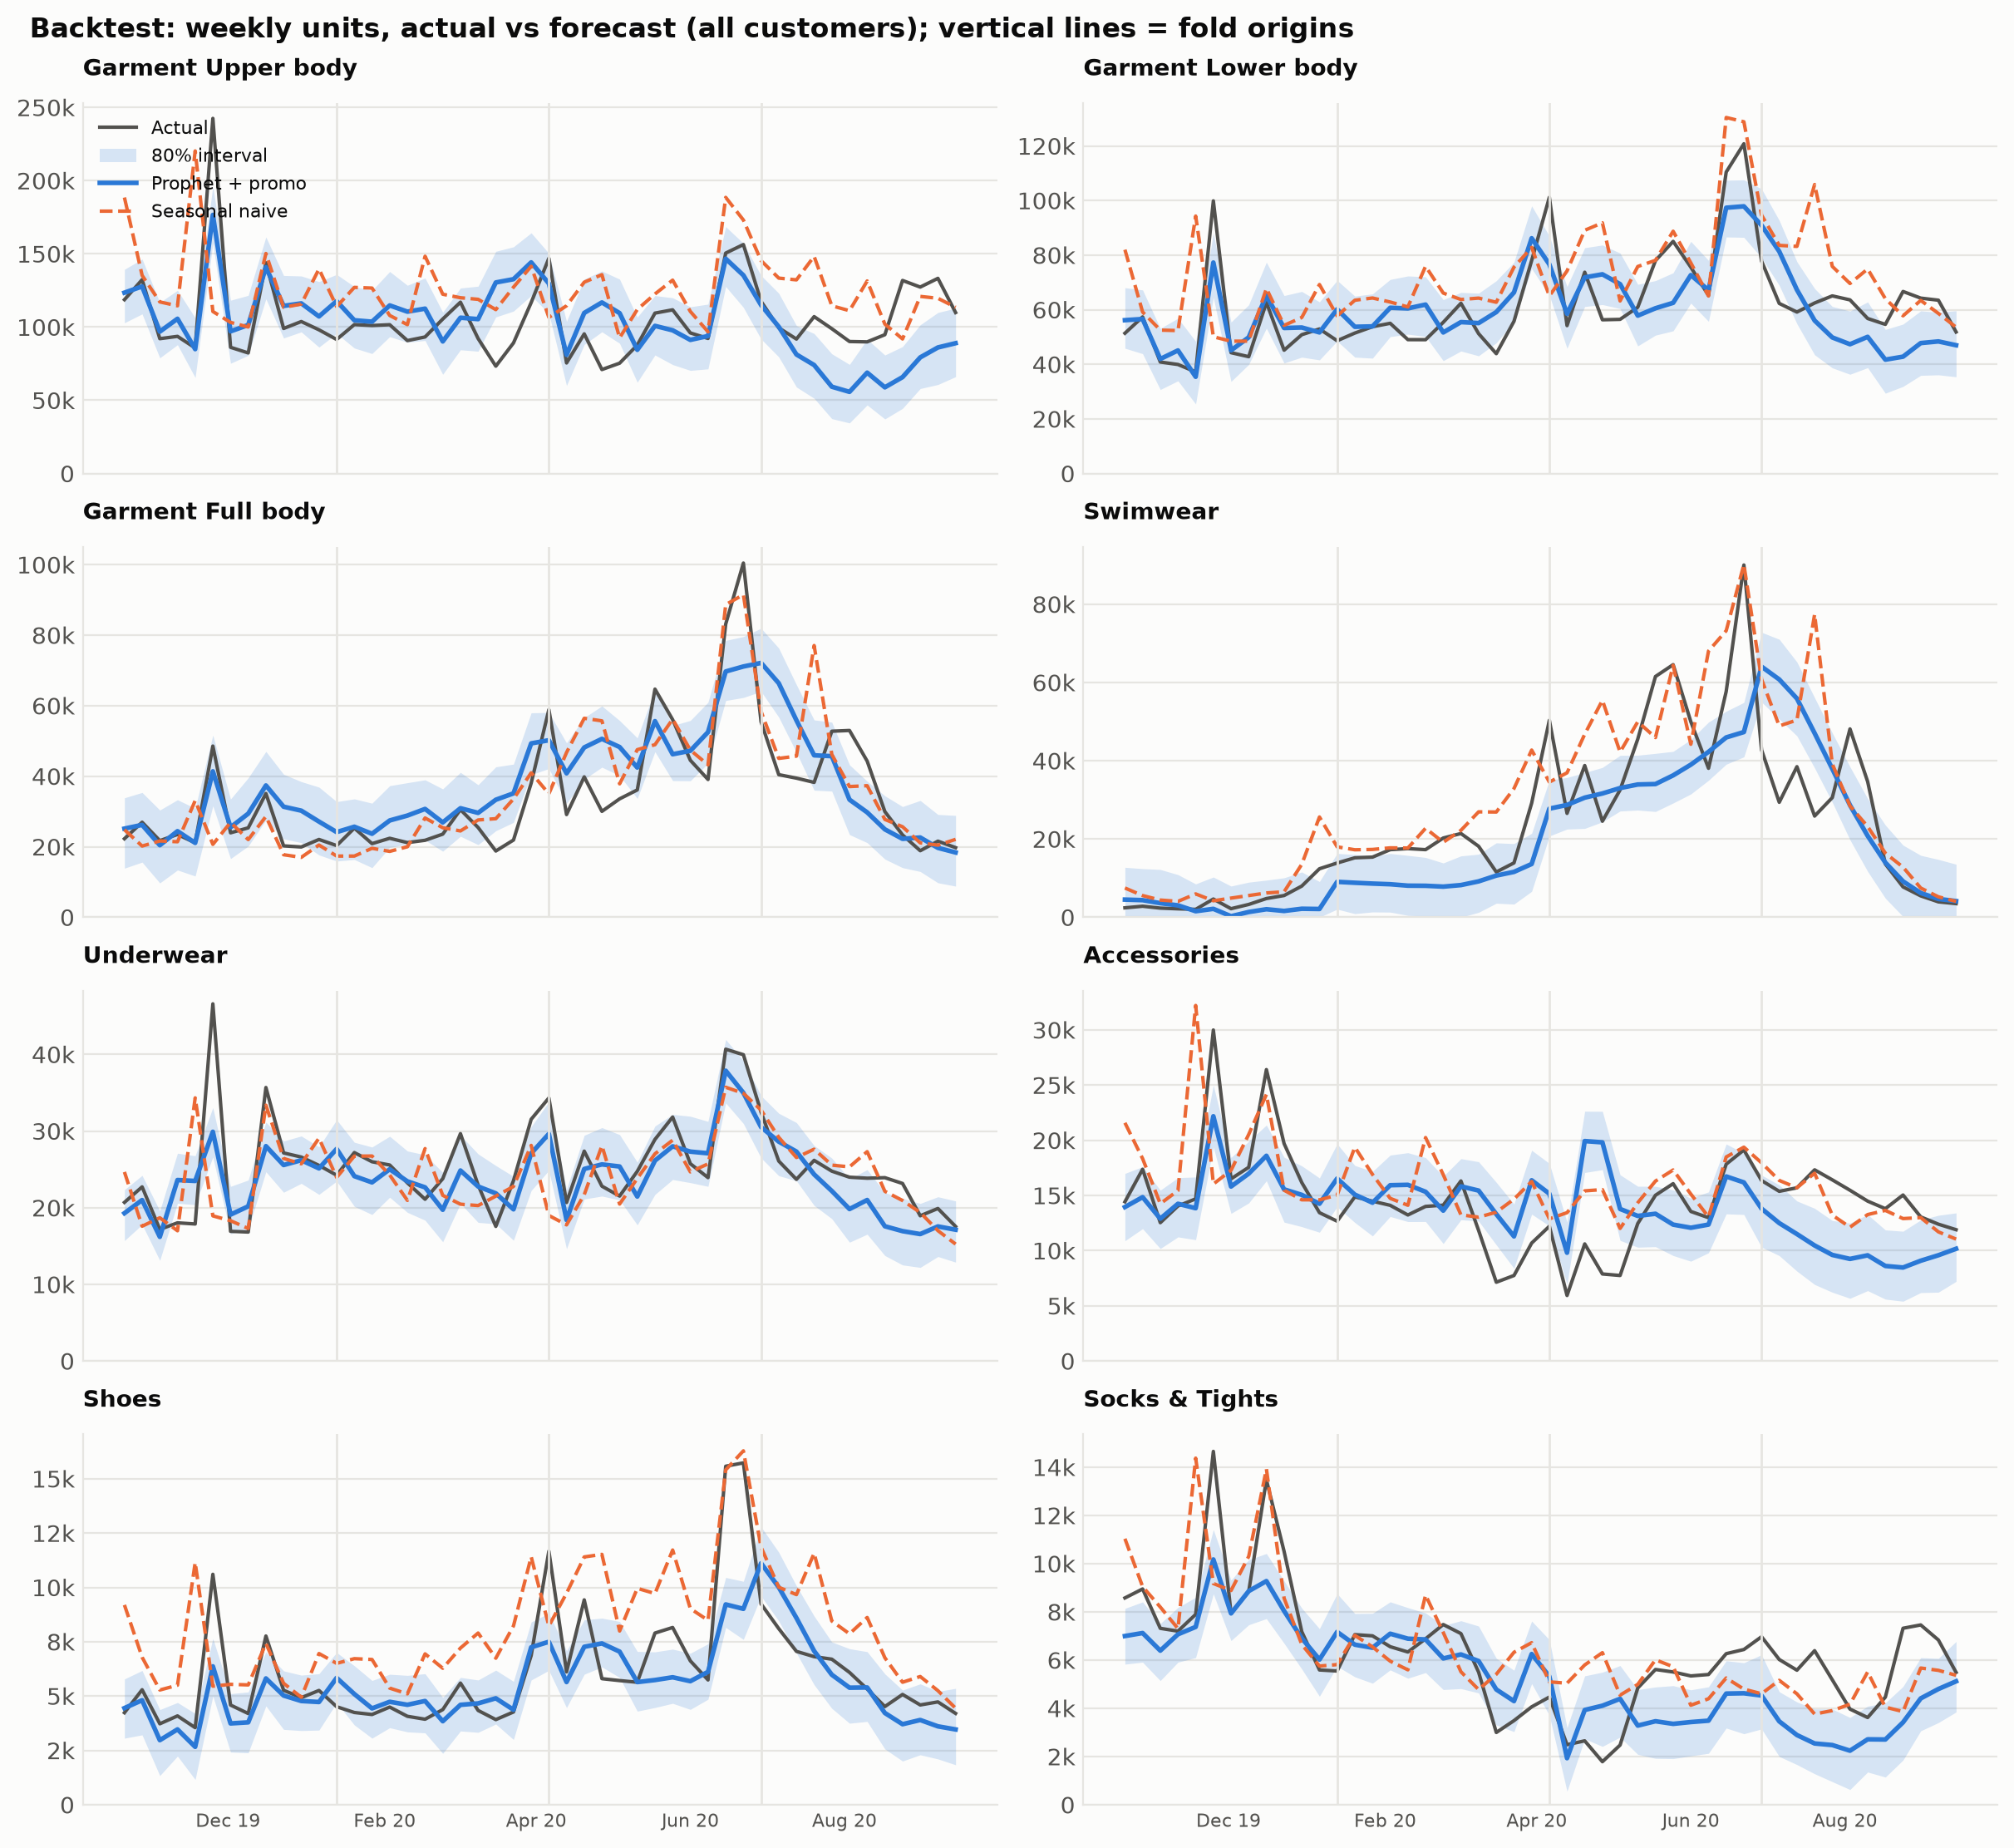 Backtest: weekly units, actual vs forecast (all customers); vertical lines = fold origins
Garment Upper body
250k
200k
150k
100k
50k
0
Actual
80% interval
Prophet + promo
Seasonal naive
Garment Lower body
120k
100k
80k
60k
40k
20k
0
Garment Full body
100k
80k
60k
40k
20k
0
Swimwear
80k
60k
40k
20k
0
Underwear
40k
30k
20k
10k
0
Accessories
30k
25k
20k
15k
10k
5k
0
Shoes
15k
12k
10k
8k
5k
2k
0
Dec 19
Feb 20
Apr 20
Jun 20
Aug 20
Socks & Tights
14k
12k
10k
8k
6k
4k
2k
0
Dec 19
Feb 20
Apr 20
Jun 20
Aug 20